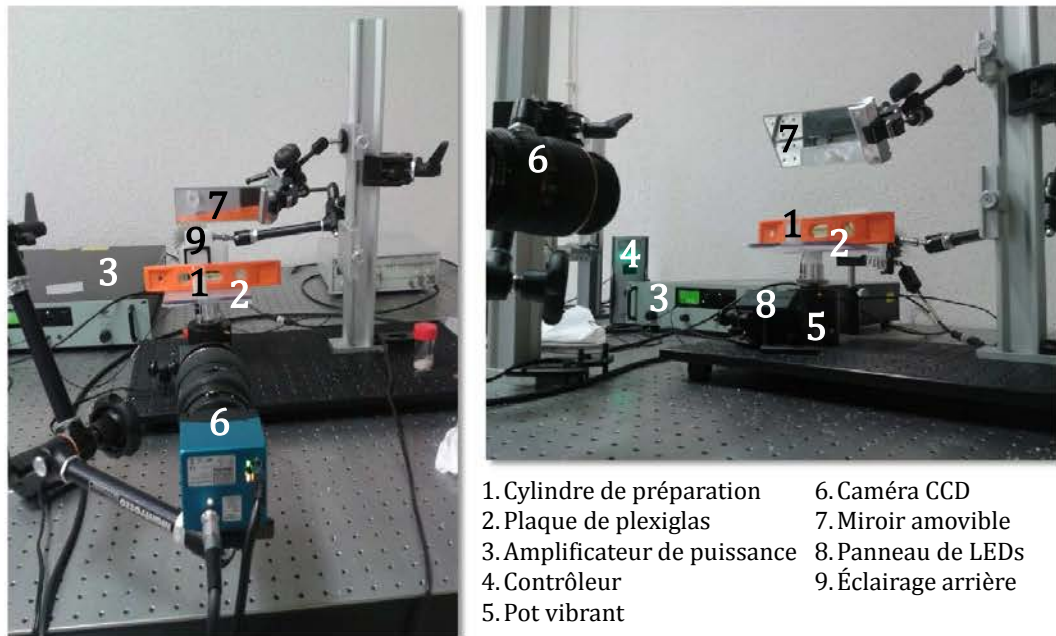 7
9
3
1
2
6
6
7
1
2
4
3
8
5
1. Cylindre de préparation
2. Plaque de plexiglas
3. Amplificateur de puissance
4. Contrôleur
5. Pot vibrant
6. Caméra CCD
7. Miroir amovible
8. Panneau de LEDs
9. Éclairage arrière